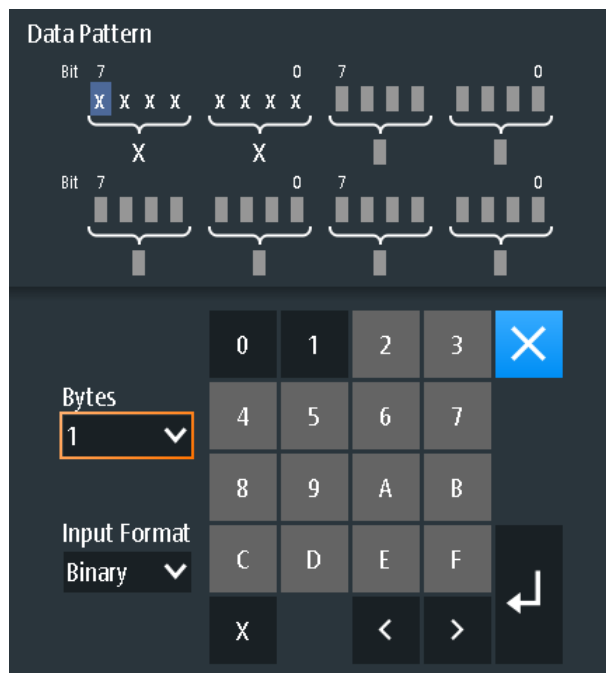 Data Pattern
Bit 7 0 7 0
X X X X X X X X
X X
Bit 7 0 7 0
0 1 2 3
Bytes
1
4 5 6 7
8 9 A B
Input Format
Binary
C D E F
X < >